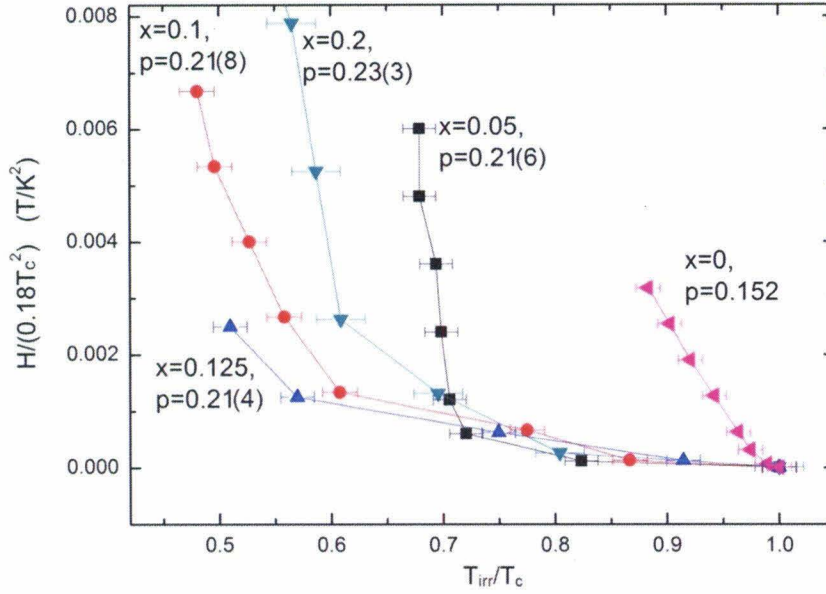 0.008
0.006
0.004
0.002
0.000
H/(0.18T_c^2) (T/K^2)
x=0.1,
p=0.21(8)
x=0.2,
p=0.23(3)
x=0.05,
p=0.21(6)
x=0,
p=0.152
x=0.125,
p=0.21(4)
0.5 0.6 0.7 0.8 0.9 1.0
T_irr/T_c